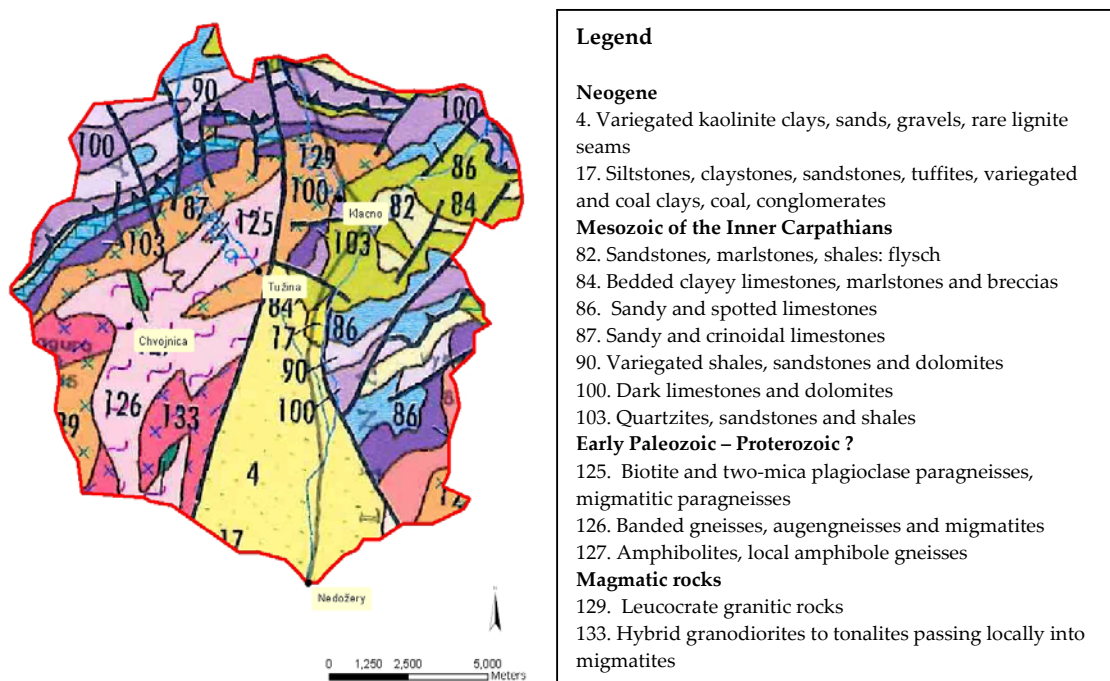 90
100
100
129
86
87
100
82
84
125
Klacno
103
103
Tužina
84
86
17
Chvojnica
90
126
133
100
86
4
17
Nedožery
0 1,250 2,500 5,000
Meters
Legend
Neogene
4. Variegated kaolinite clays, sands, gravels, rare lignite
seams
17. Siltstones, claystones, sandstones, tuffites, variegated
and coal clays, coal, conglomerates
Mesozoic of the Inner Carpathians
82. Sandstones, marlstones, shales: flysch
84. Bedded clayey limestones, marlstones and breccias
86. Sandy and spotted limestones
87. Sandy and crinoidal limestones
90. Variegated shales, sandstones and dolomites
100. Dark limestones and dolomites
103. Quartzites, sandstones and shales
Early Paleozoic – Proterozoic ?
125. Biotite and two-mica plagioclase paragneisses,
migmatitic paragneisses
126. Banded gneisses, augengneisses and migmatites
127. Amphibolites, local amphibole gneisses
Magmatic rocks
129. Leucocrate granitic rocks
133. Hybrid granodiorites to tonalites passing locally into
migmatites